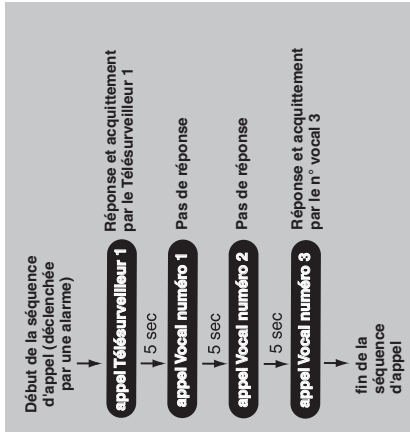 Début de la séquence
d'appel (déclenchée
par une alarme)
appel Télésurveilleur 1
Réponse et acquittement
par le Télésurveilleur 1
5 sec
appel Vocal numéro 1
Pas de réponse
5 sec
appel Vocal numéro 2
Pas de réponse
5 sec
appel Vocal numéro 3
Réponse et acquittement
par le n° vocal 3
fin de la
séquence
d'appel